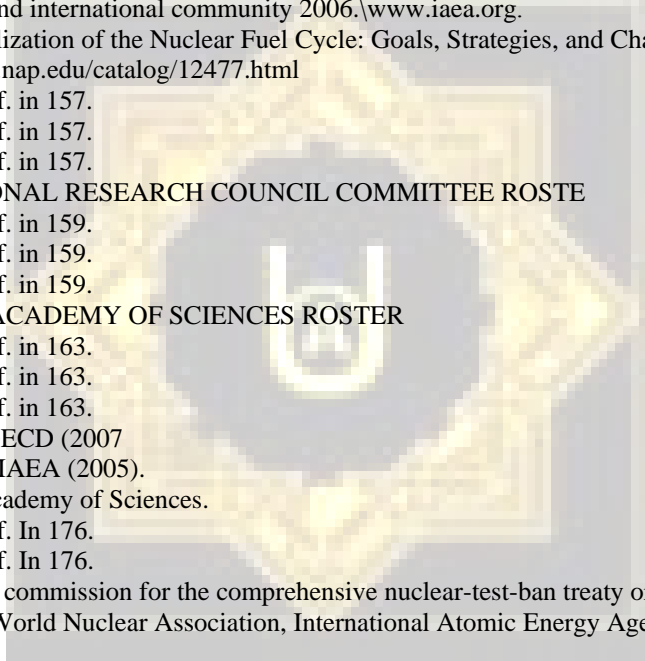 nd international community 2006.\www.iaea.org.
lization of the Nuclear Fuel Cycle: Goals, Strategies, and Cha
nap.edu/catalog/12477.html
f. in 157.
f. in 157.
f. in 157.
ONAL RESEARCH COUNCIL COMMITTEE ROSTE
f. in 159.
f. in 159.
f. in 159.
ACADEMY OF SCIENCES ROSTER
f. in 163.
f. in 163.
f. in 163.
ECD (2007
IAEA (2005).
cademy of Sciences.
f. In 176.
f. In 176.
commission for the comprehensive nuclear-test-ban treaty o
World Nuclear Association, International Atomic Energy Age